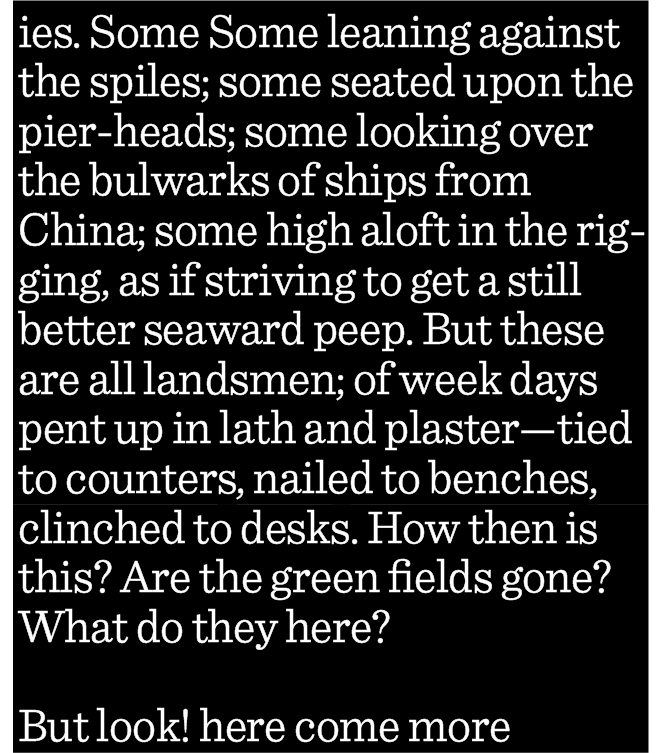 ies. Some Some leaning against
the spiles; some seated upon the
pier-heads; some looking over
the bulwarks of ships from
China; some high aloft in the rig-
ging, as if striving to get a still
better seaward peep. But these
are all landsmen; of week days
pent up in lath and plaster—tied
to counters, nailed to benches,
clinched to desks. How then is
this? Are the green fields gone?
What do they here?

But look! here come more